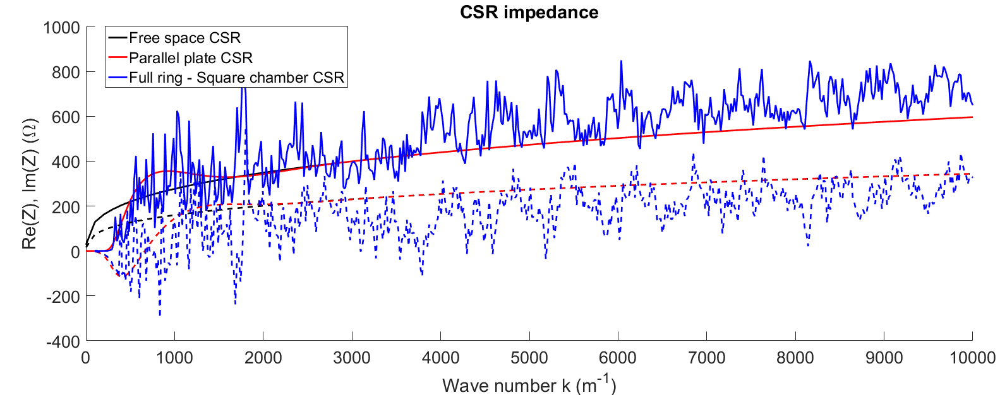 CSR impedance
Free space CSR
Parallel plate CSR
Full ring - Square chamber CSR
Re(Z), Im(Z) (Ω)
1000
800
600
400
200
0
-200
-400
0 1000 2000 3000 4000 5000 6000 7000 8000 9000 10000
Wave number k (m⁻¹)